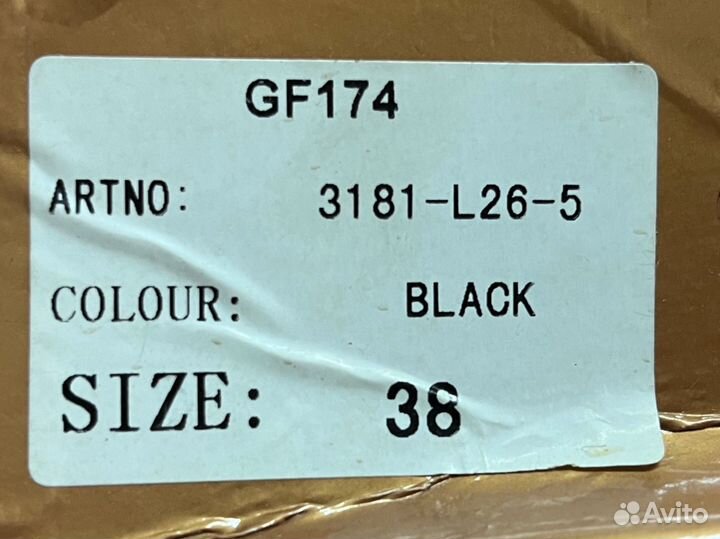 GF174
ARTNO: 3181-L26-5
COLOUR: BLACK
SIZE: 38
Avito